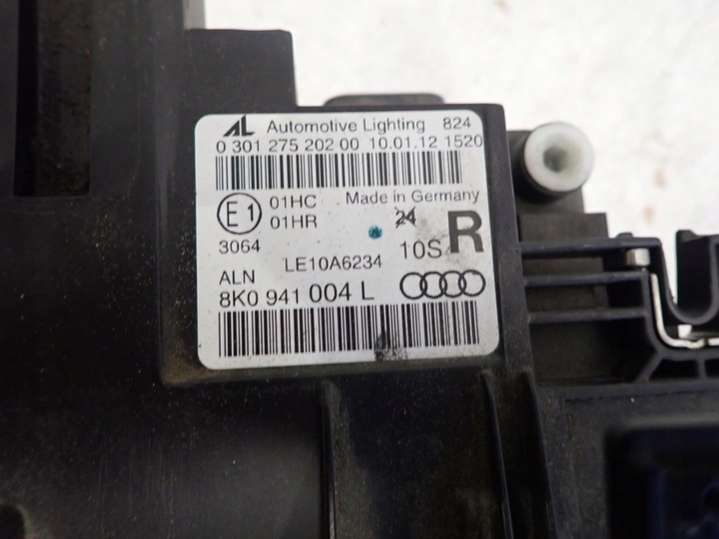 AL Automotive Lighting 824
0 301 275 202 00 10.01.12 1520
E1 01HC Made in Germany
01HR 24 R
3064 10S
LE10A6234
ALN
8K0 941 004 L